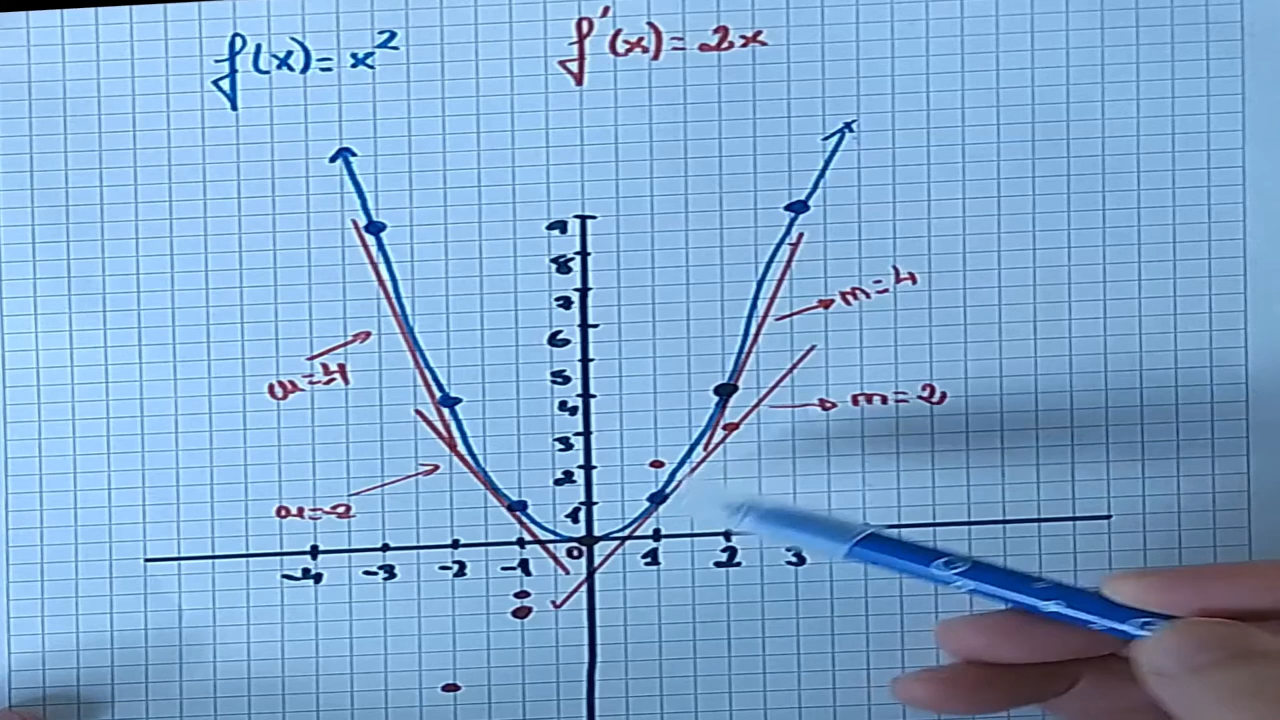 f(x) = x² f'(x) = 2x
9
8
m=4
7
6
m=-4
5
4
m=2
3
2
m=-2
1
-4 -3 -2 -1 0 1 2 3